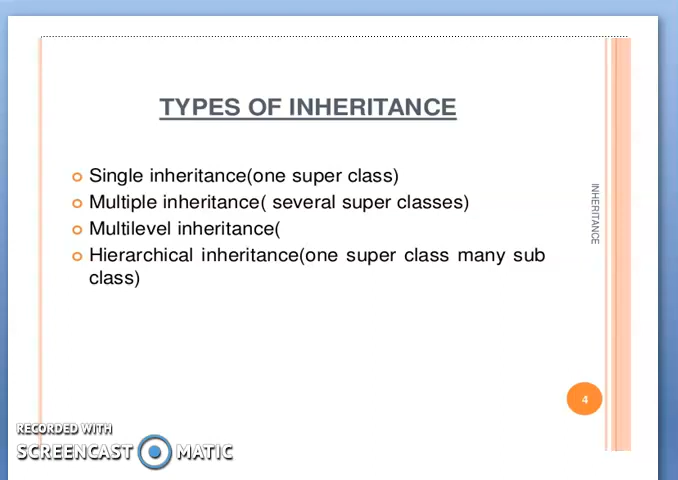 TYPES OF INHERITANCE
Single inheritance(one super class)
Multiple inheritance( several super classes)
Multilevel inheritance(
Hierarchical inheritance(one super class many sub
class)
INHERITANCE
4
RECORDED WITH
SCREENCAST MATIC